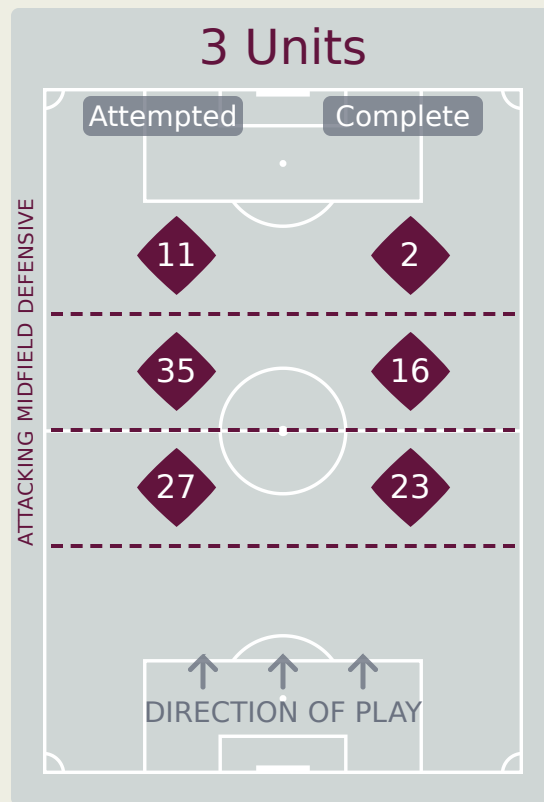 3 Units
Attempted Complete
ATTACKING MIDFIELD DEFENSIVE
11 2
35 16
27 23
DIRECTION OF PLAY